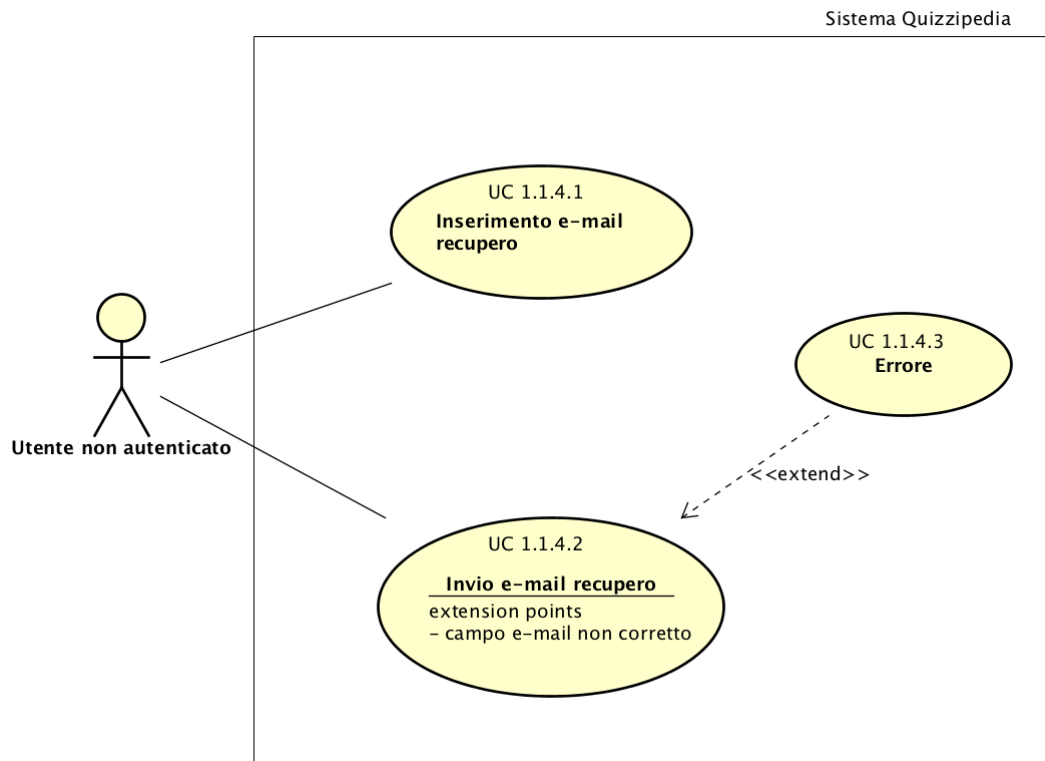 Sistema Quizzipedia
UC 1.1.4.1
Inserimento e-mail
recupero
UC 1.1.4.3
Errore
Utente non autenticato
<<extend>>
UC 1.1.4.2
Invio e-mail recupero
extension points
- campo e-mail non corretto